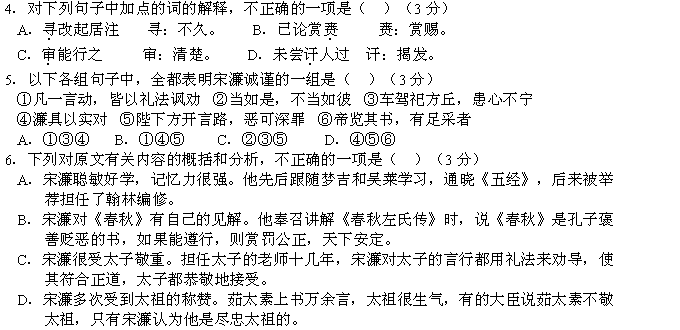 4. 对下列句子中加点的词的解释，不正确的一项是（　）（3分）
A. 寻改起居注　　寻：不久。　　B. 已论赏赉　　　赉：赏赐。
C. 审能行之　　　审：清楚。　　D. 未尝讦人过　讦：揭发。
5. 以下各组句子中，全都表明宋濂诚谨的一组是（　）（3分）
①凡一言动，皆以礼法讽劝　②当如是，不当如彼　③车驾祀方丘，患心不宁
④濂具以实对　⑤陛下方开言路，恶可深罪　⑥帝览其书，有足采者
A. ①③④　　B. ①④⑤　　C. ②③⑤　　D. ④⑤⑥
6. 下列对原文有关内容的概括和分析，不正确的一项是（　）（3分）
A. 宋濂聪敏好学，记忆力很强。他先后跟随梦吉和吴莱学习，通晓《五经》，后来被举
荐担任了翰林编修。
B. 宋濂对《春秋》有自己的见解。他奉召讲解《春秋左氏传》时，说《春秋》是孔子褒
善贬恶的书，如果能遵行，则赏罚公正，天下安定。
C. 宋濂很受太子敬重。担任太子的老师十几年，宋濂对太子的言行都用礼法来劝导，使
其符合正道，太子都恭敬地接受。
D. 宋濂多次受到太祖的称赞。茹太素上书万余言，太祖很生气，有的大臣说茹太素不敬
太祖，只有宋濂认为他是尽忠太祖的。